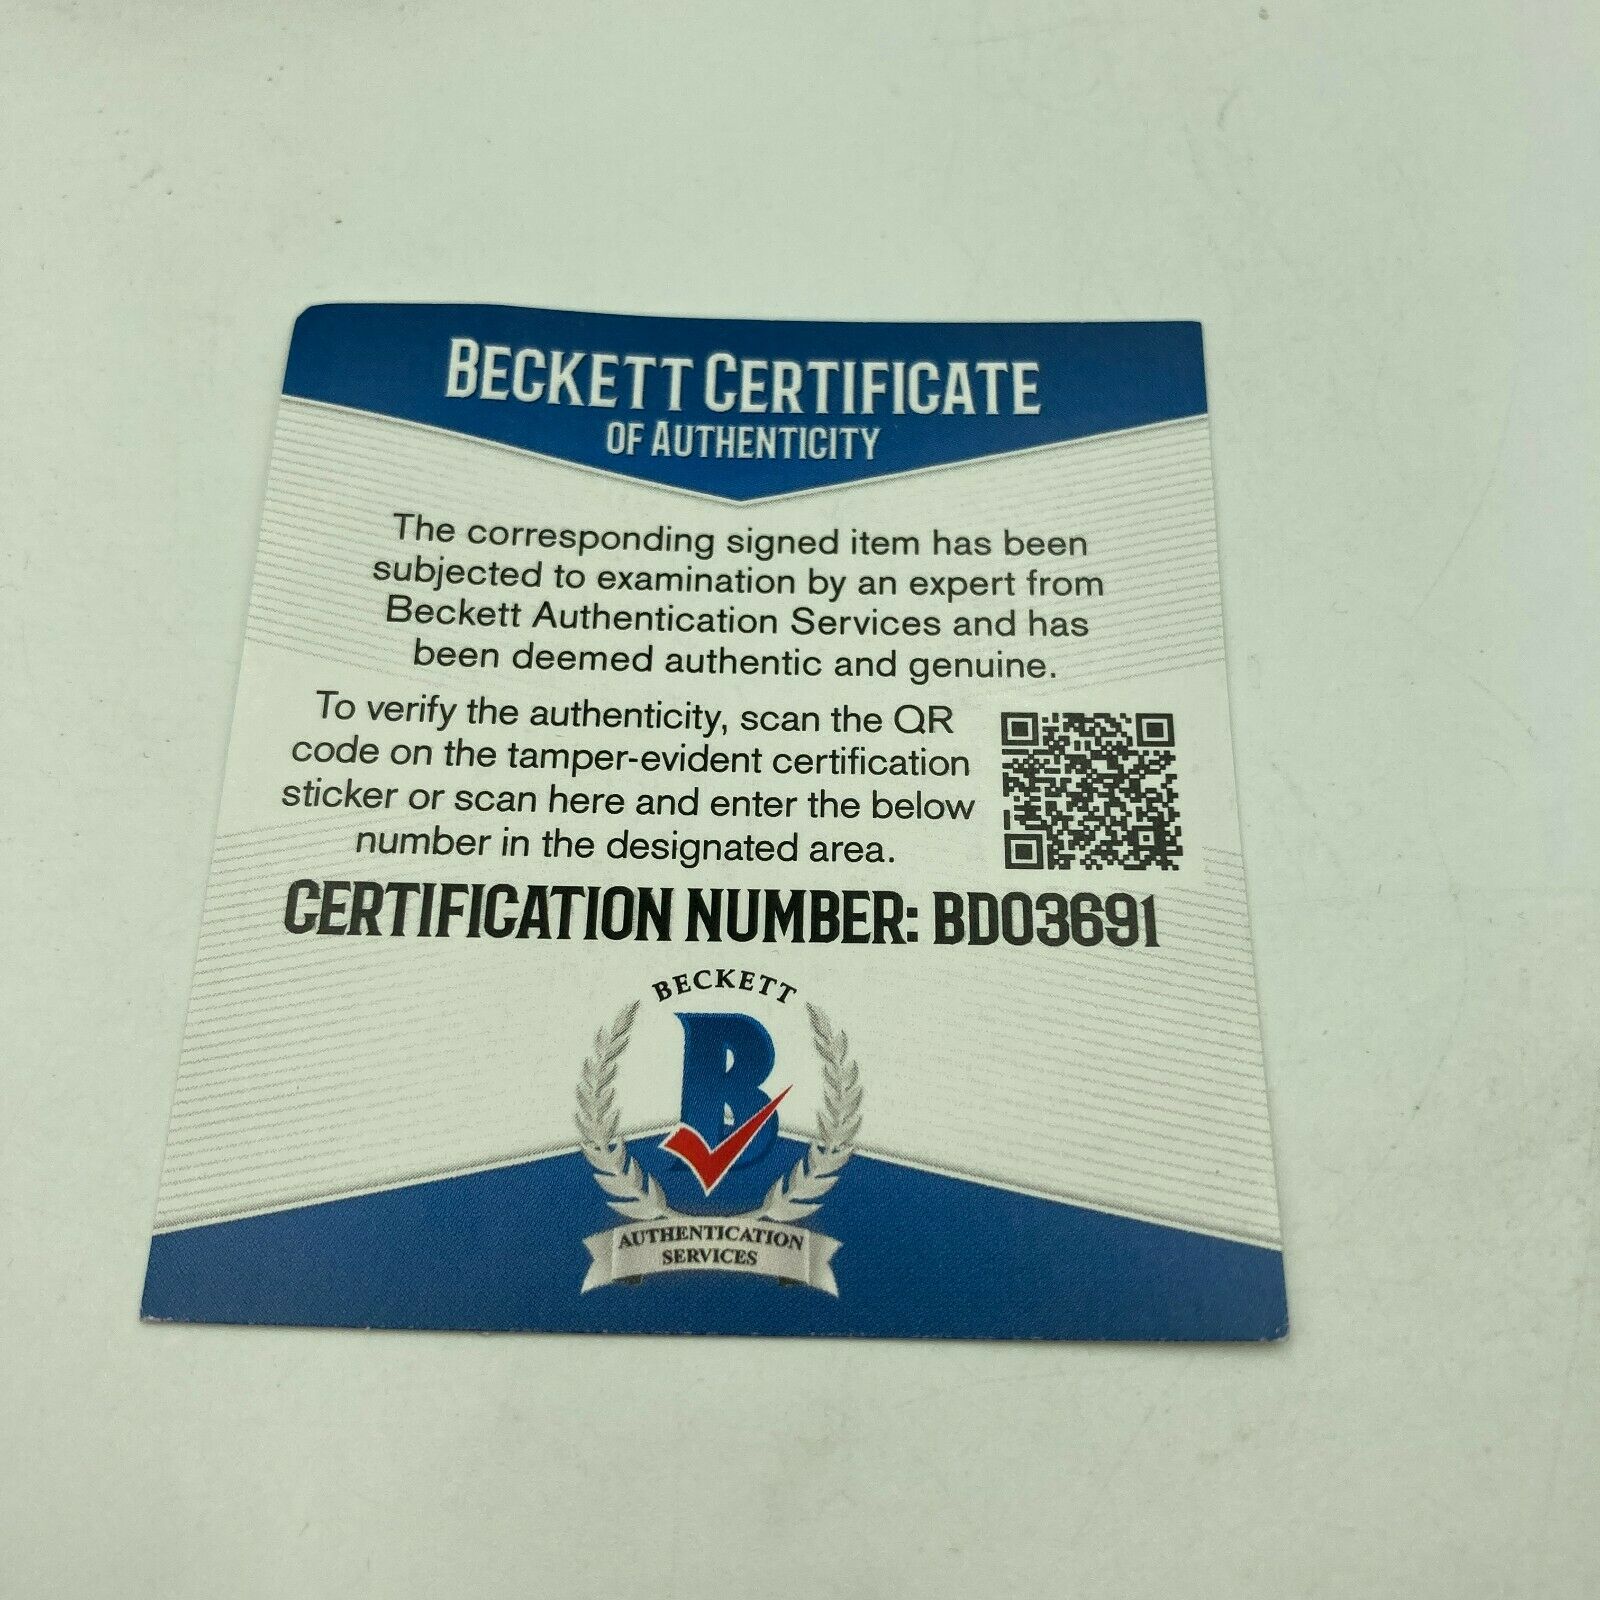 BECKETT CERTIFICATE
OF AUTHENTICITY
The corresponding signed item has been
subjected to examination by an expert from
Beckett Authentication Services and has
been deemed authentic and genuine.
To verify the authenticity, scan the QR
code on the tamper-evident certification
sticker or scan here and enter the below
number in the designated area.
CERTIFICATION NUMBER: BD03691
BECKETT
B
AUTHENTICATION
SERVICES